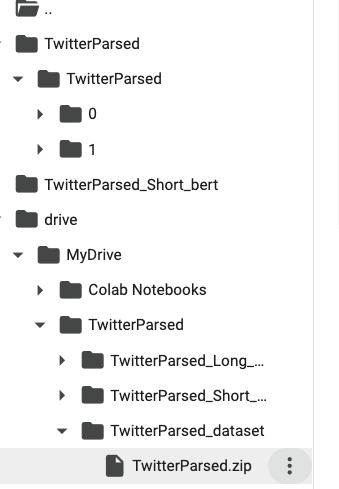 ..
TwitterParsed
TwitterParsed
0
1
TwitterParsed_Short_bert
drive
MyDrive
Colab Notebooks
TwitterParsed
TwitterParsed_Long_...
TwitterParsed_Short_...
TwitterParsed_dataset
TwitterParsed.zip